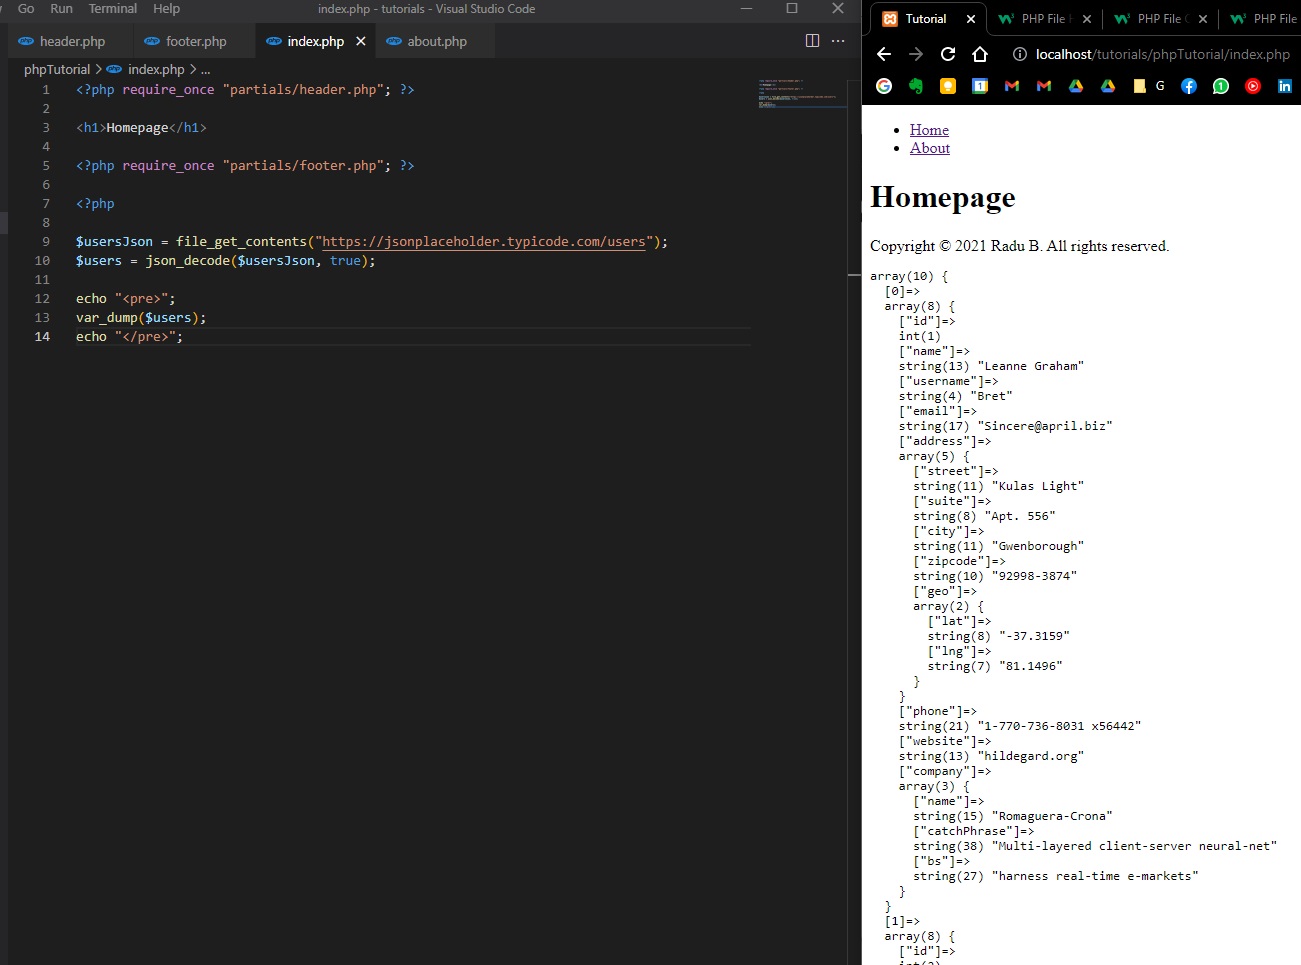 Go Run Terminal Help index.php - tutorials - Visual Studio Code
header.php footer.php index.php about.php
phpTutorial > index.php > ...
1 <?php require_once "partials/header.php"; ?>
2
3 <h1>Homepage</h1>
4
5 <?php require_once "partials/footer.php"; ?>
6
7 <?php
8
9 $usersJson = file_get_contents("https://jsonplaceholder.typicode.com/users");
10 $users = json_decode($usersJson, true);
11
12 echo "<pre>";
13 var_dump($users);
14 echo "</pre>";
Tutorial PHP File PHP File PHP File
localhost/tutorials/phpTutorial/index.php
G
Home
About
Homepage
Copyright © 2021 Radu B. All rights reserved.
array(10) {
[0]=>
array(8) {
["id"]=>
int(1)
["name"]=>
string(13) "Leanne Graham"
["username"]=>
string(4) "Bret"
["email"]=>
string(17) "Sincere@april.biz"
["address"]=>
array(5) {
["street"]=>
string(11) "Kulas Light"
["suite"]=>
string(8) "Apt. 556"
["city"]=>
string(11) "Gwenborough"
["zipcode"]=>
string(10) "92998-3874"
["geo"]=>
array(2) {
["lat"]=>
string(8) "-37.3159"
["lng"]=>
string(7) "81.1496"
}
}
["phone"]=>
string(21) "1-770-736-8031 x56442"
["website"]=>
string(13) "hildegard.org"
["company"]=>
array(3) {
["name"]=>
string(15) "Romaguera-Crona"
["catchPhrase"]=>
string(38) "Multi-layered client-server neural-net"
["bs"]=>
string(27) "harness real-time e-markets"
}
}
[1]=>
array(8) {
["id"]=>